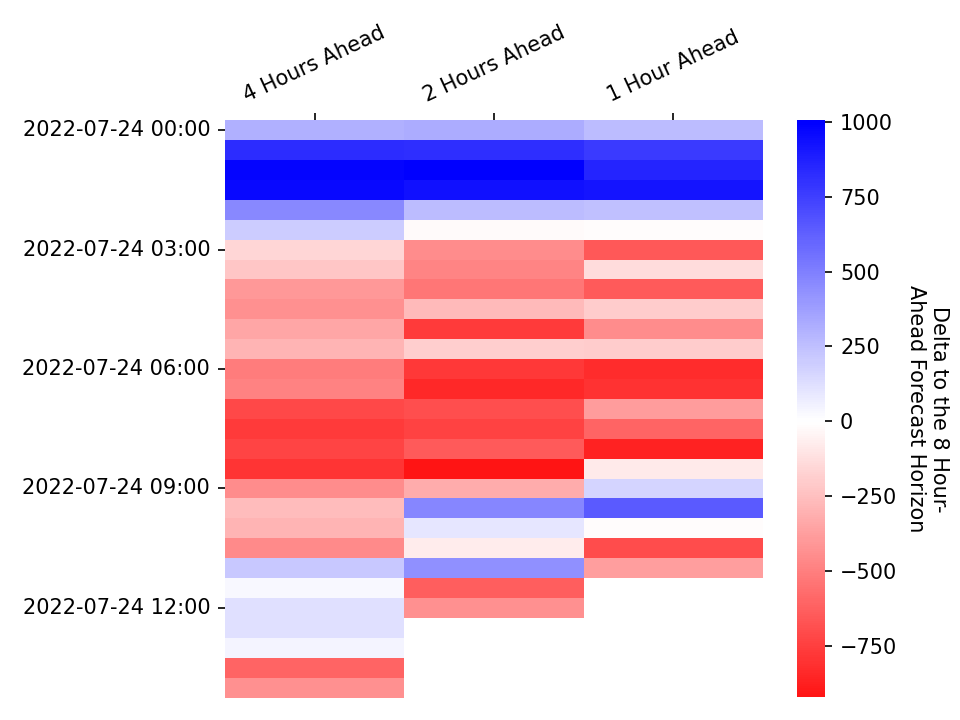 4 Hours Ahead
2 Hours Ahead
1 Hour Ahead
2022-07-24 00:00
2022-07-24 03:00
2022-07-24 06:00
2022-07-24 09:00
2022-07-24 12:00
1000
750
500
250
0
−250
−500
−750
Delta to the 8 Hour-
Ahead Forecast Horizon